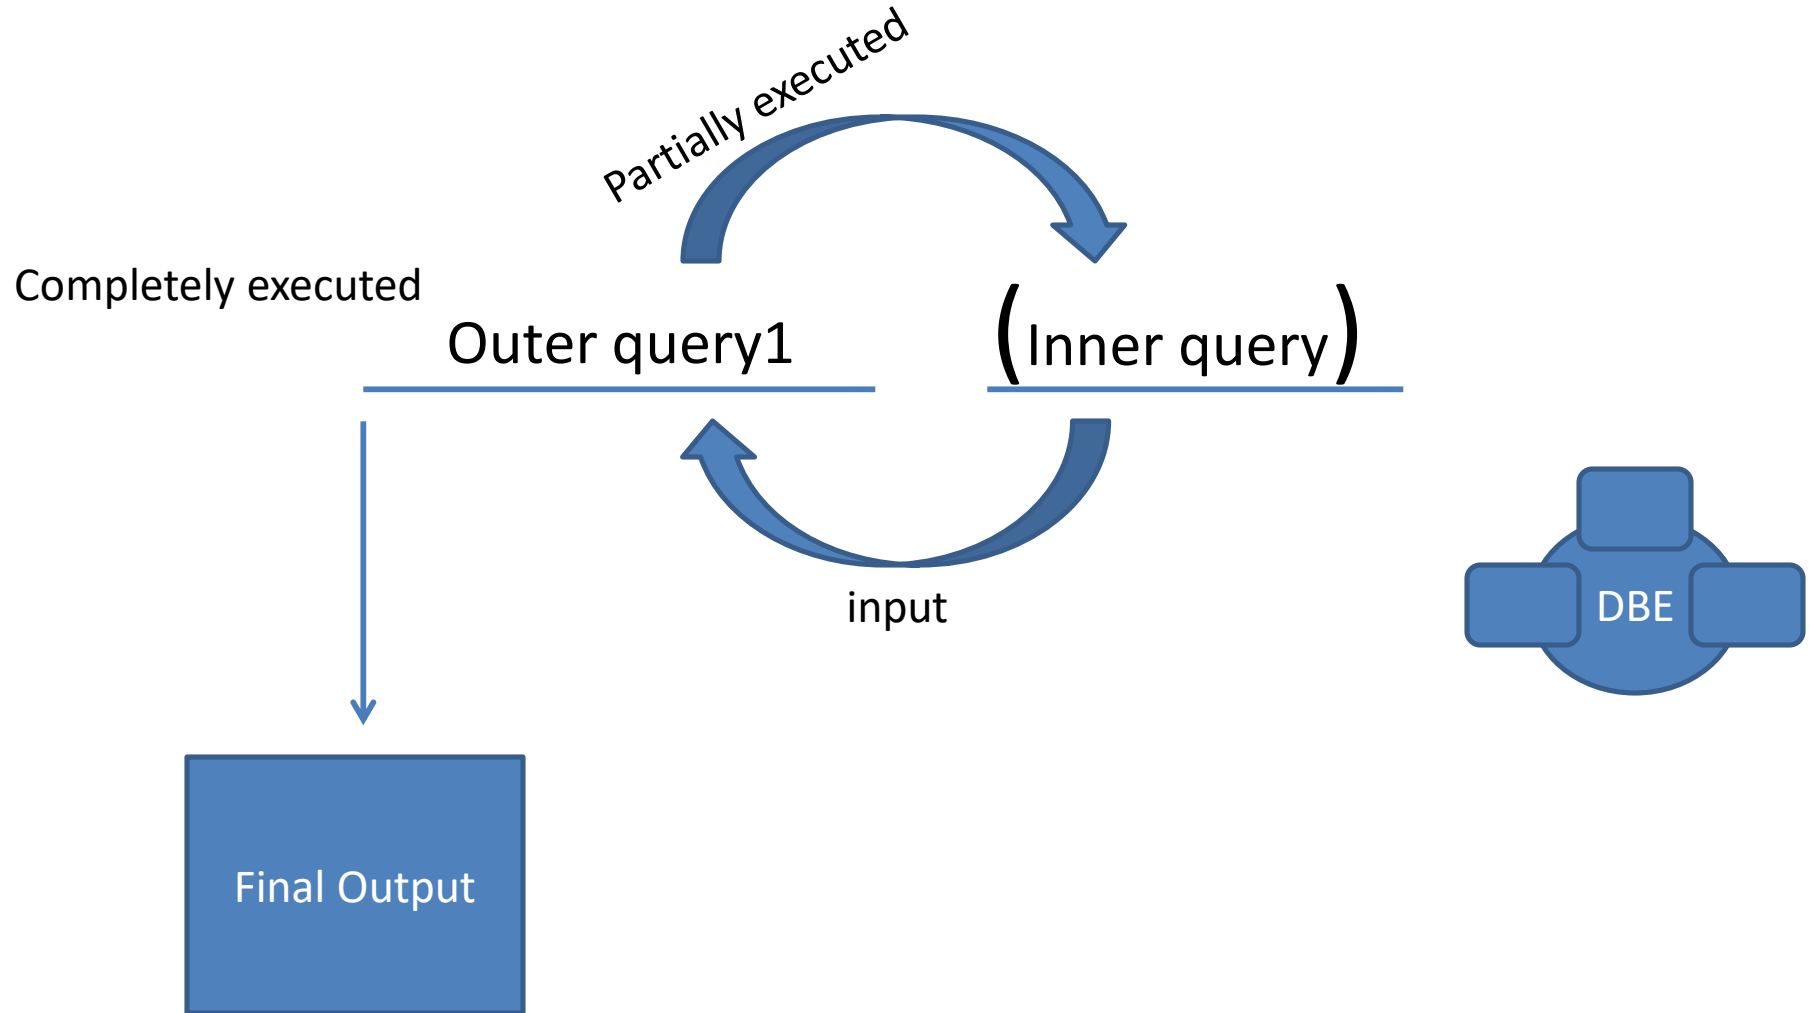 Partially executed
Completely executed
Outer query1
(Inner query)
input
DBE
Final Output